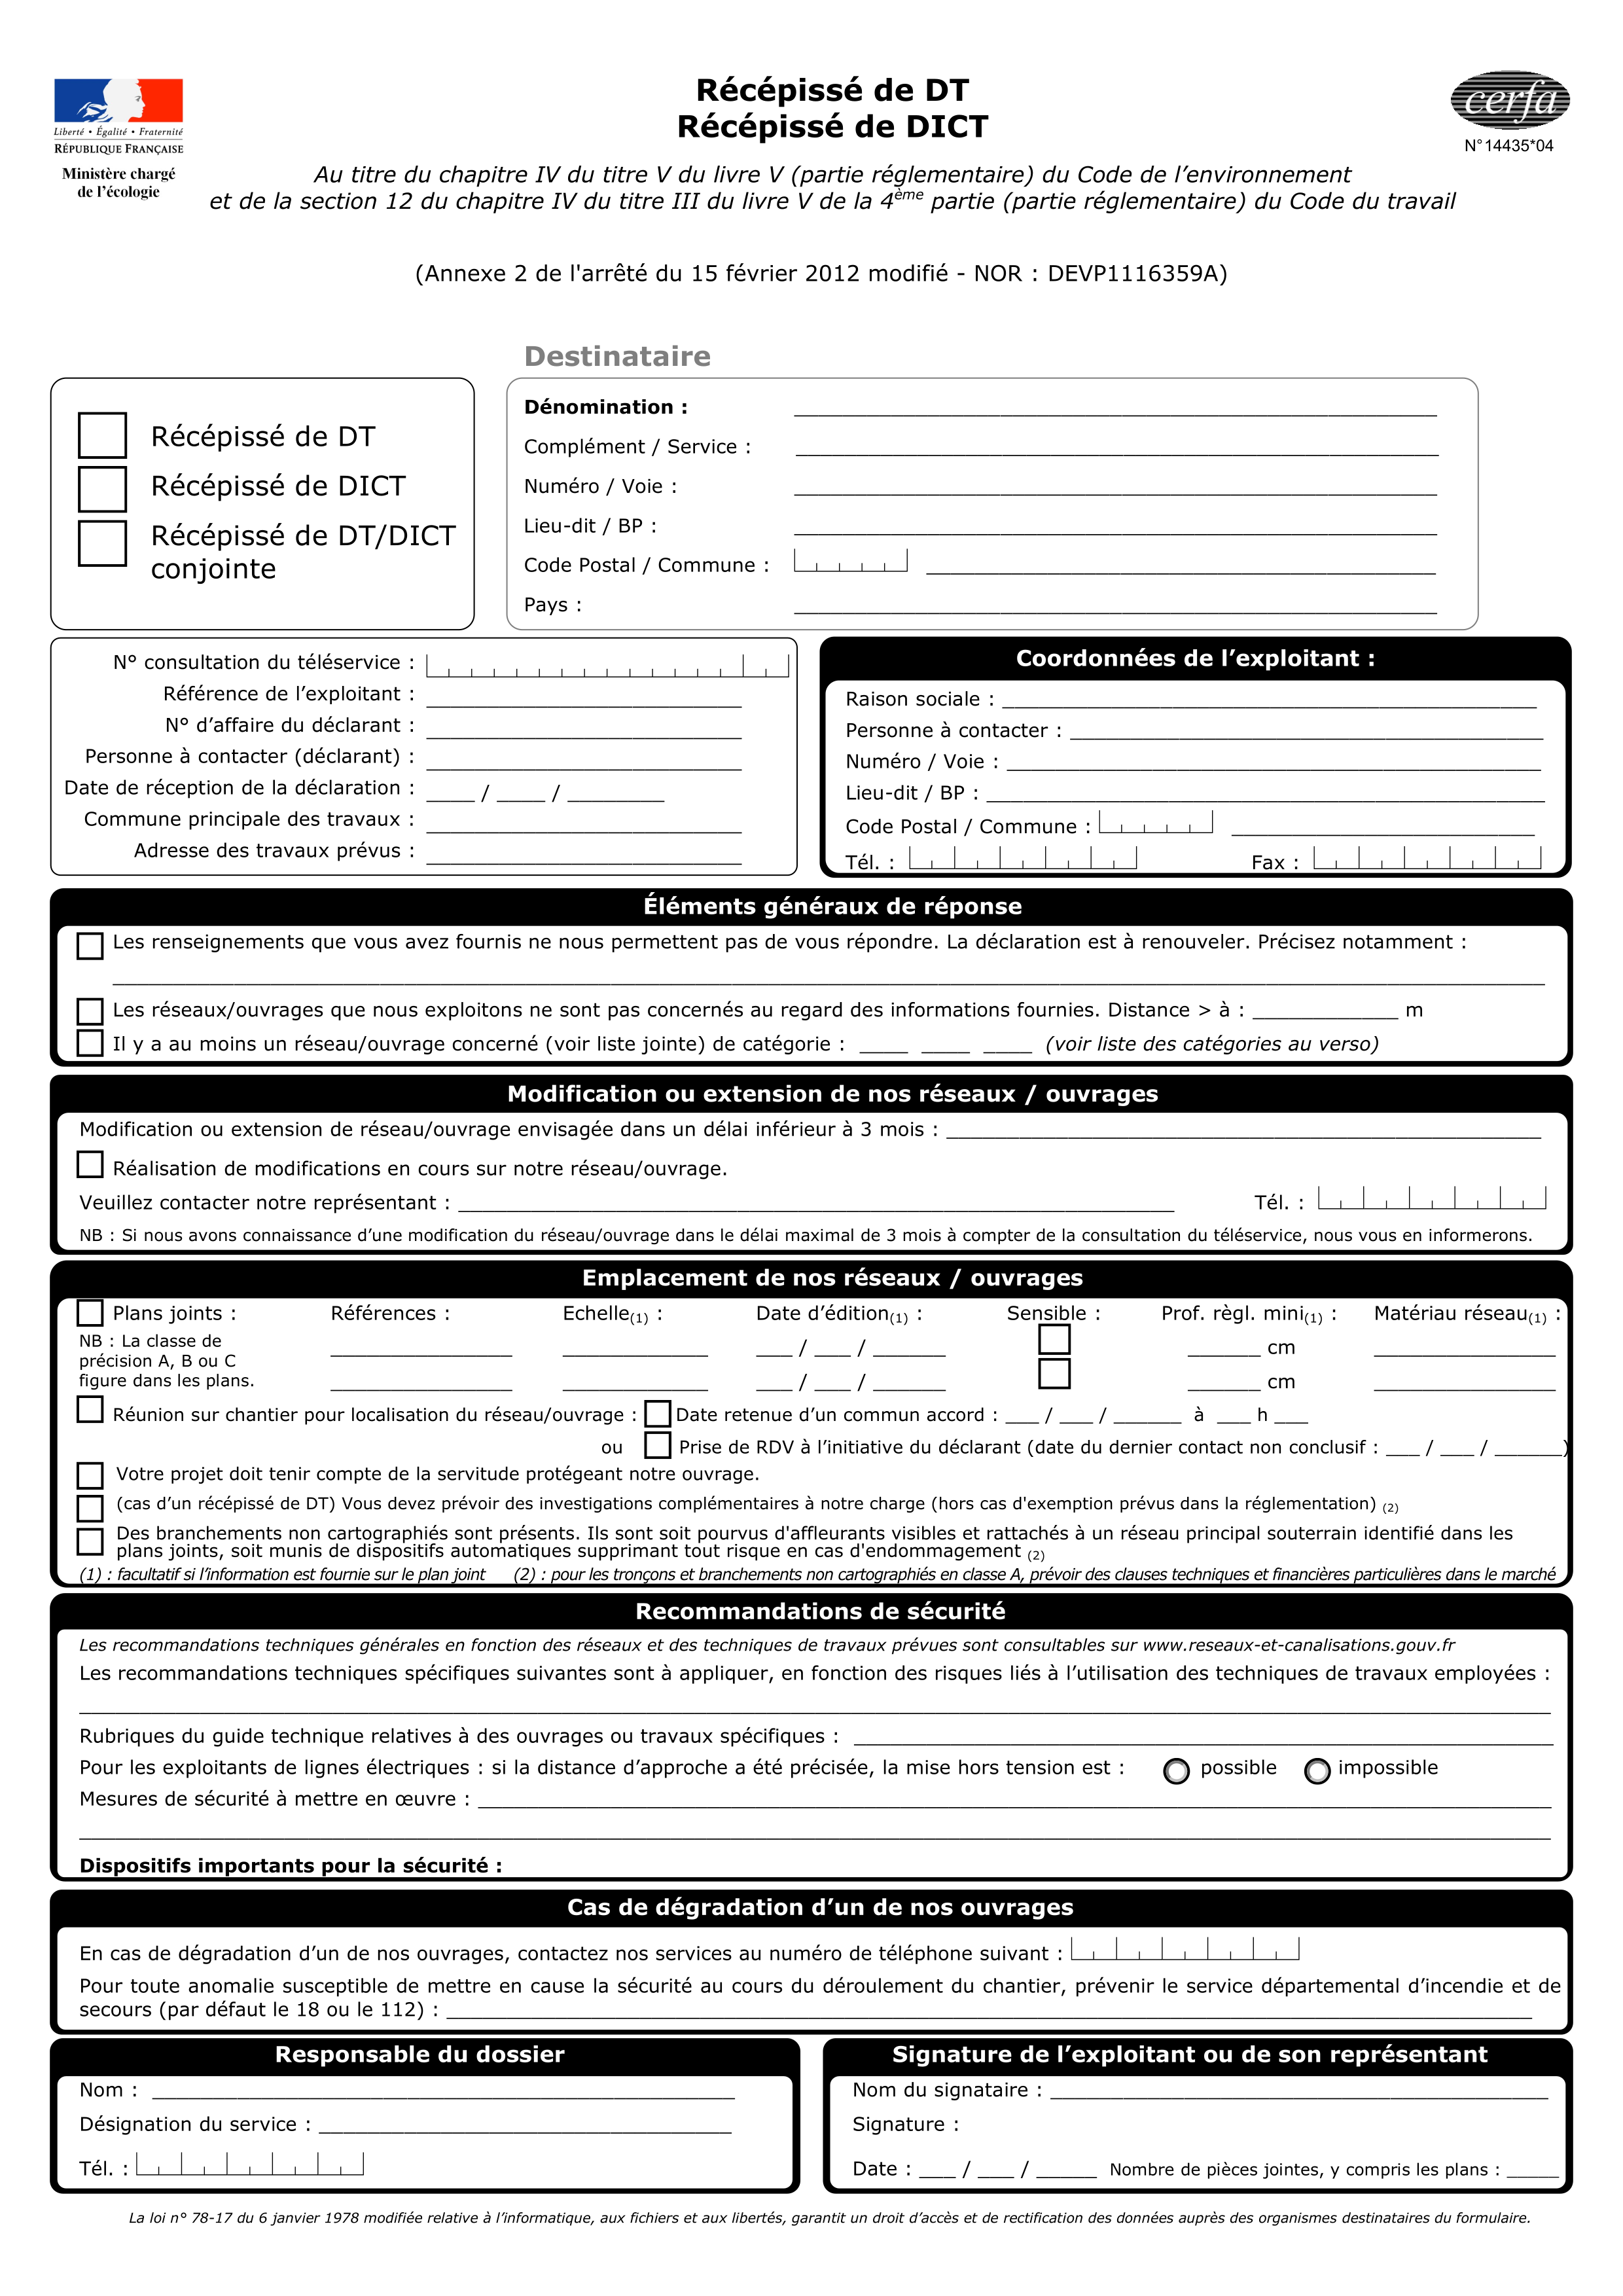 Récépissé de DT
Récépissé de DICT
cerfa
N°14435*04
Liberté • Égalité • Fraternité
RÉPUBLIQUE FRANÇAISE
Ministère chargé
de l’écologie
Au titre du chapitre IV du titre V du livre V (partie réglementaire) du Code de l’environnement
et de la section 12 du chapitre IV du titre III du livre V de la 4ème partie (partie réglementaire) du Code du travail
(Annexe 2 de l'arrêté du 15 février 2012 modifié - NOR : DEVP1116359A)
Récépissé de DT
Récépissé de DICT
Récépissé de DT/DICT
conjointe
Destinataire
Dénomination :
Complément / Service :
Numéro / Voie :
Lieu-dit / BP :
Code Postal / Commune :
Pays :
N° consultation du téléservice :
Référence de l’exploitant :
N° d’affaire du déclarant :
Personne à contacter (déclarant) :
Date de réception de la déclaration : ____ / ____ / ________
Commune principale des travaux :
Adresse des travaux prévus :
Coordonnées de l’exploitant :
Raison sociale :
Personne à contacter :
Numéro / Voie :
Lieu-dit / BP :
Code Postal / Commune :
Tél. : Fax :
Éléments généraux de réponse
Les renseignements que vous avez fournis ne nous permettent pas de vous répondre. La déclaration est à renouveler. Précisez notamment :
Les réseaux/ouvrages que nous exploitons ne sont pas concernés au regard des informations fournies. Distance > à : ____________ m
Il y a au moins un réseau/ouvrage concerné (voir liste jointe) de catégorie : ____ ____ ____ (voir liste des catégories au verso)
Modification ou extension de nos réseaux / ouvrages
Modification ou extension de réseau/ouvrage envisagée dans un délai inférieur à 3 mois :
Réalisation de modifications en cours sur notre réseau/ouvrage.
Veuillez contacter notre représentant : Tél. :
NB : Si nous avons connaissance d’une modification du réseau/ouvrage dans le délai maximal de 3 mois à compter de la consultation du téléservice, nous vous en informerons.
Emplacement de nos réseaux / ouvrages
Plans joints : Références : Echelle(1) : Date d’édition(1) : Sensible : Prof. règl. mini(1) : Matériau réseau(1) :
NB : La classe de
précision A, B ou C
figure dans les plans.
___ / ___ / ______ ______ cm
___ / ___ / ______ ______ cm
Réunion sur chantier pour localisation du réseau/ouvrage : Date retenue d’un commun accord : ___ / ___ / ______ à ___ h ___
ou Prise de RDV à l’initiative du déclarant (date du dernier contact non conclusif : ___ / ___ / ______)
Votre projet doit tenir compte de la servitude protégeant notre ouvrage.
(cas d’un récépissé de DT) Vous devez prévoir des investigations complémentaires à notre charge (hors cas d'exemption prévus dans la réglementation) (2)
Des branchements non cartographiés sont présents. Ils sont soit pourvus d'affleurants visibles et rattachés à un réseau principal souterrain identifié dans les
plans joints, soit munis de dispositifs automatiques supprimant tout risque en cas d'endommagement (2)
(1) : facultatif si l’information est fournie sur le plan joint (2) : pour les tronçons et branchements non cartographiés en classe A, prévoir des clauses techniques et financières particulières dans le marché
Recommandations de sécurité
Les recommandations techniques générales en fonction des réseaux et des techniques de travaux prévues sont consultables sur www.reseaux-et-canalisations.gouv.fr
Les recommandations techniques spécifiques suivantes sont à appliquer, en fonction des risques liés à l’utilisation des techniques de travaux employées :
Rubriques du guide technique relatives à des ouvrages ou travaux spécifiques :
Pour les exploitants de lignes électriques : si la distance d’approche a été précisée, la mise hors tension est : possible impossible
Mesures de sécurité à mettre en œuvre :
Dispositifs importants pour la sécurité :
Cas de dégradation d’un de nos ouvrages
En cas de dégradation d’un de nos ouvrages, contactez nos services au numéro de téléphone suivant :
Pour toute anomalie susceptible de mettre en cause la sécurité au cours du déroulement du chantier, prévenir le service départemental d’incendie et de
secours (par défaut le 18 ou le 112) :
Responsable du dossier
Nom :
Désignation du service :
Tél. :
Signature de l’exploitant ou de son représentant
Nom du signataire :
Signature :
Date : ___ / ___ / _____ Nombre de pièces jointes, y compris les plans : _____
La loi n° 78-17 du 6 janvier 1978 modifiée relative à l’informatique, aux fichiers et aux libertés, garantit un droit d’accès et de rectification des données auprès des organismes destinataires du formulaire.